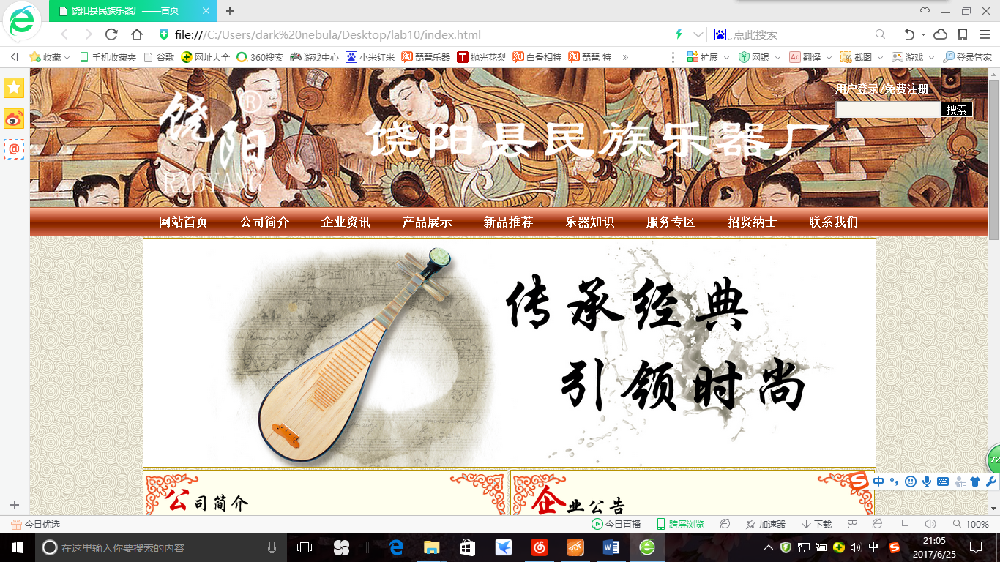 饶阳县民族乐器厂——首页
file:///C:/Users/dark%20nebula/Desktop/lab10/index.html
点此搜索
收藏 手机收藏夹 谷歌 网址大全 360搜索 游戏中心 小米红米 琵琶乐器 抛光花梨 白骨相特 琵琶 特 » 扩展 网银 翻译 截图 游戏 登录管家
用户登录/免费注册
搜索
饶阳®
RAOYANG
饶阳县民族乐器厂
网站首页 公司简介 企业资讯 产品展示 新品推荐 乐器知识 服务专区 招贤纳士 联系我们
传承经典
引领时尚
72
中
公司简介 企业公告
今日优选 今日直播 跨屏浏览 加速器 下载 100%
在这里输入你要搜索的内容
中
21:05
2017/6/25